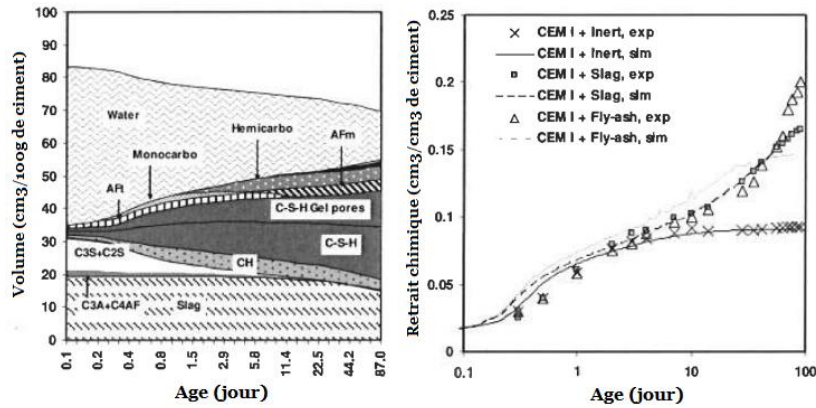 Volume (cm3/100g de ciment)
100
90
80
70
60
50
40
30
20
10
0
Water
Hemicarbo
AFm
Monocarbo
AFt
C-S-H Gel pores
C-S-H
C3S+C2S
CH
C3A+C4AF
Slag
0.1
0.2
0.4
0.8
1.5
2.9
5.8
11.4
22.5
44.2
87.0
Age (jour)
Retrait chimique (cm3/cm3 de ciment)
0.25
0.2
0.15
0.1
0.05
0
CEM I + Inert, exp
CEM I + Inert, sim
CEM I + Slag, exp
CEM I + Slag, sim
CEM I + Fly-ash, exp
CEM I + Fly-ash, sim
0.1
1
10
100
Age (jour)